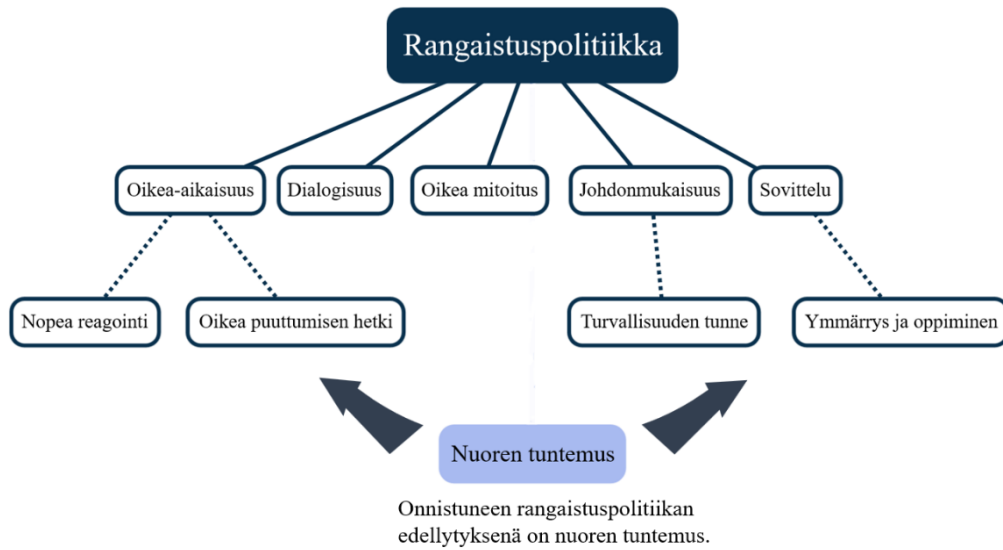 Rangaistuspolitiikka
Oikea-aikaisuus
Dialogisuus
Oikea mitoitus
Johdonmukaisuus
Sovittelu
Nopea reagointi
Oikea puuttumisen hetki
Turvallisuuden tunne
Ymmärrys ja oppiminen
Nuoren tuntemus
Onnistuneen rangaistuspolitiikan
edellytyksenä on nuoren tuntemus.